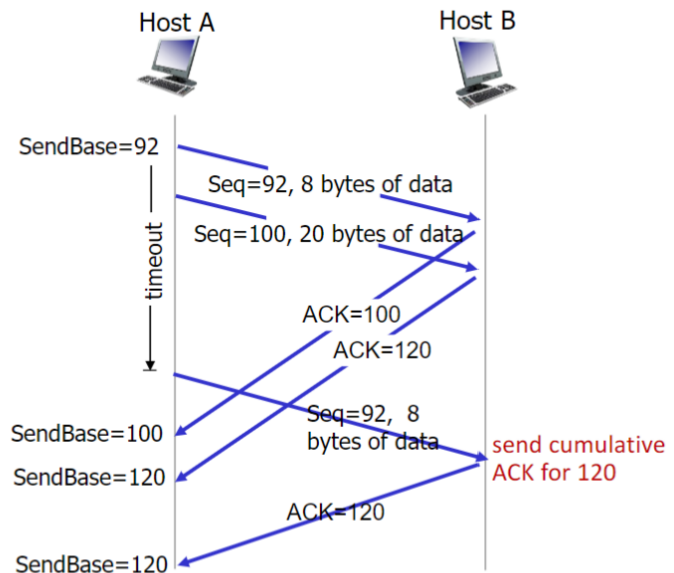 Host A
Host B
SendBase=92
Seq=92, 8 bytes of data
Seq=100, 20 bytes of data
timeout
ACK=100
ACK=120
Seq=92, 8
bytes of data
SendBase=100
send cumulative
ACK for 120
SendBase=120
ACK=120
SendBase=120